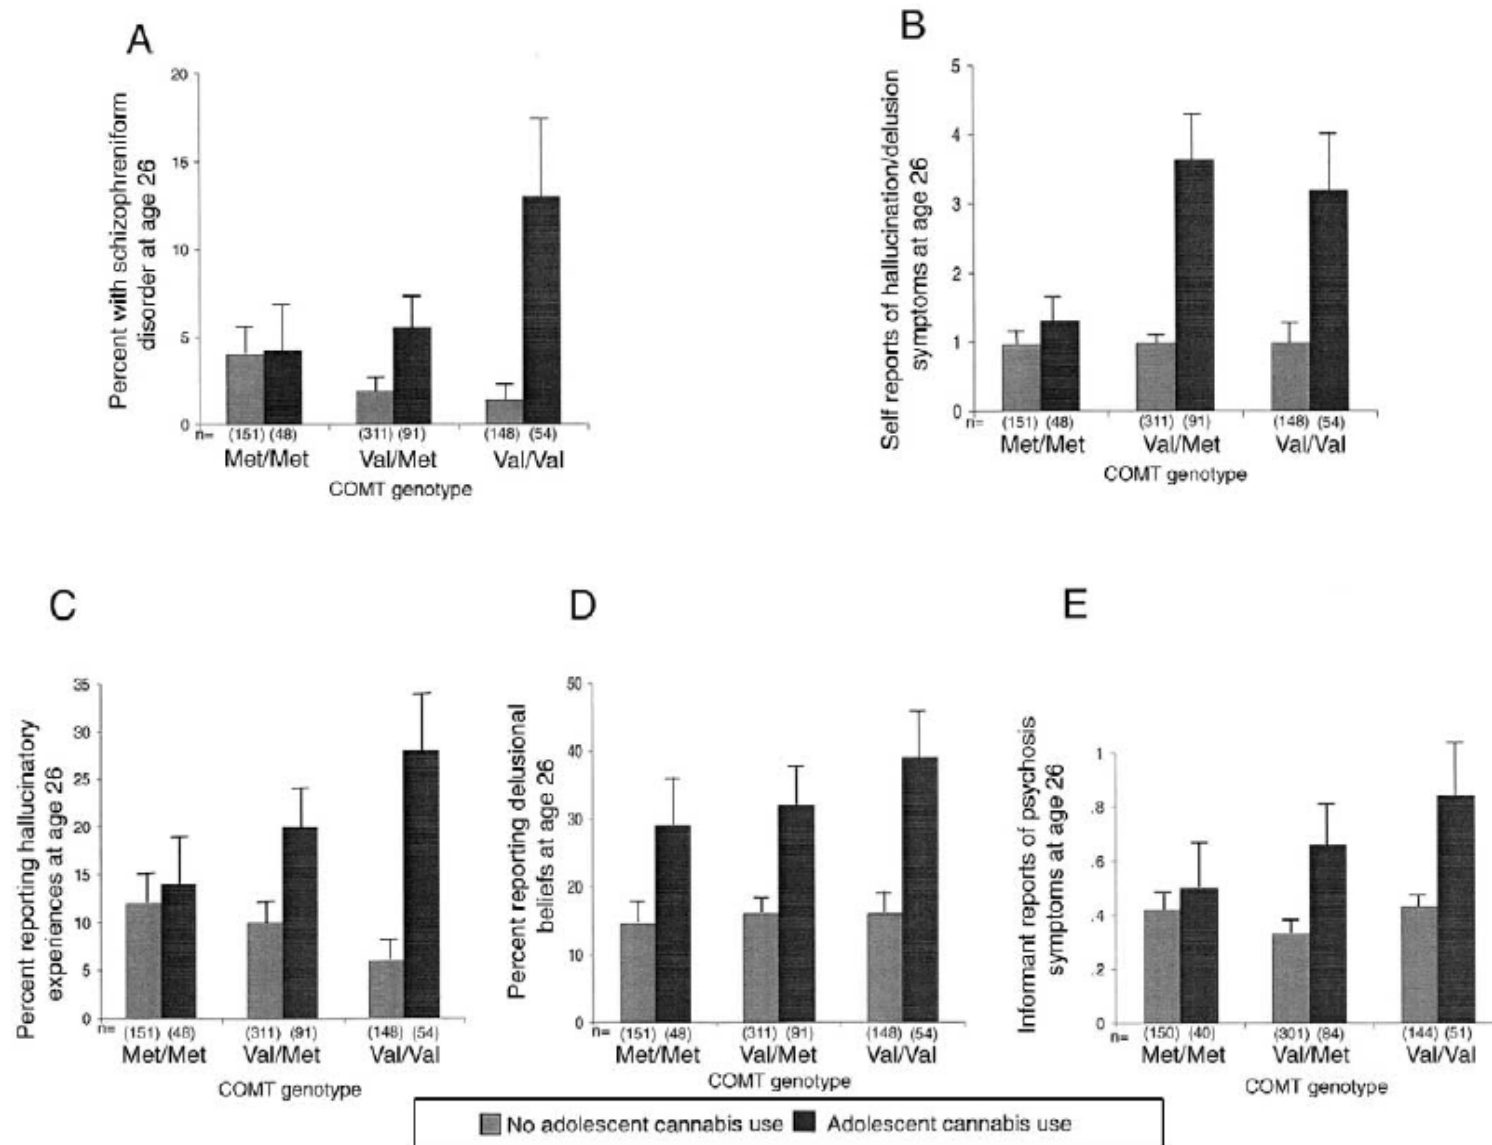 A
Percent with schizophreniform
disorder at age 26
20
15
10
5
0
n= (151) (48) (311) (91) (148) (54)
Met/Met Val/Met Val/Val
COMT genotype
B
Self reports of hallucination/delusion
symptoms at age 26
5
4
3
2
1
0
n= (151) (48) (311) (91) (148) (54)
Met/Met Val/Met Val/Val
COMT genotype
C
Percent reporting hallucinatory
experiences at age 26
35
30
25
20
15
10
5
0
n= (151) (48) (311) (91) (148) (54)
Met/Met Val/Met Val/Val
COMT genotype
D
Percent reporting delusional
beliefs at age 26
50
40
30
20
10
0
n= (151) (48) (311) (91) (148) (54)
Met/Met Val/Met Val/Val
COMT genotype
E
Informant reports of psychosis
symptoms at age 26
1
.8
.6
.4
.2
0
n= (150) (40) (301) (84) (144) (51)
Met/Met Val/Met Val/Val
COMT genotype
No adolescent cannabis use Adolescent cannabis use